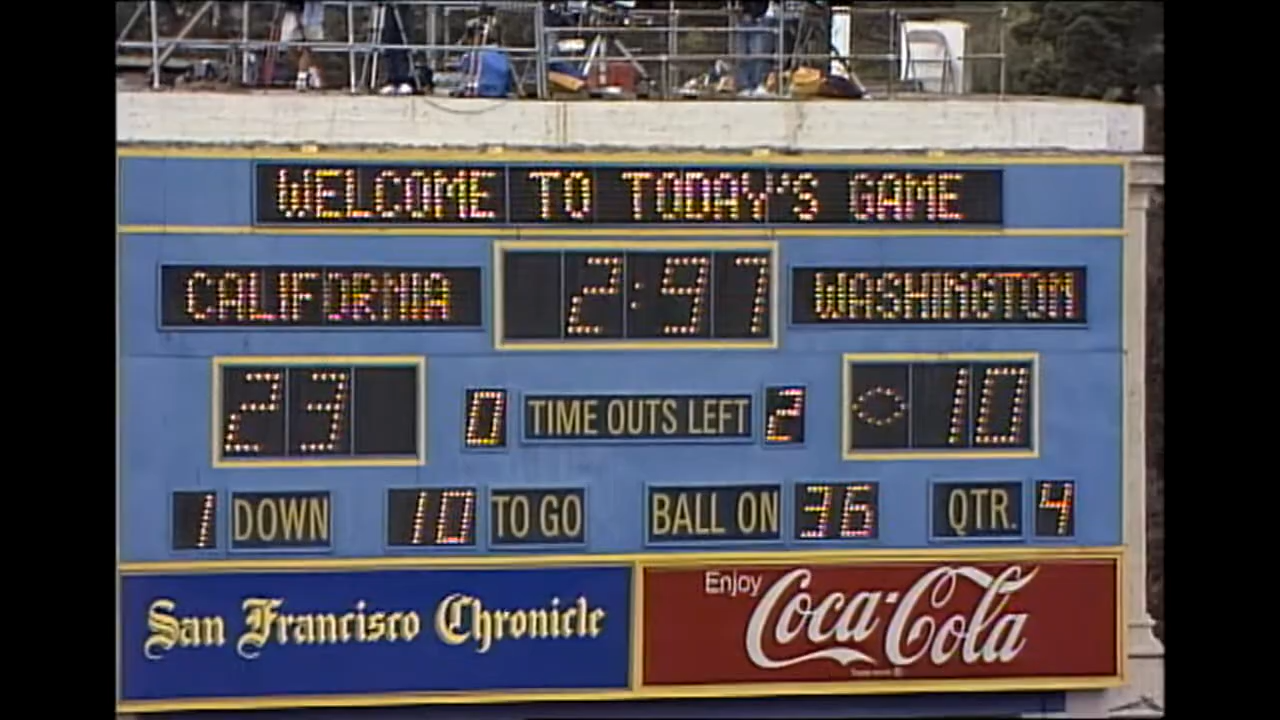 WELCOME TO TODAY'S GAME
CALIFORNIA 2:97 WASHINGTON
23 0 TIME OUTS LEFT 2 10
1 DOWN 10 TO GO BALL ON 36 QTR. 4
San Francisco Chronicle
Enjoy
Coca-Cola